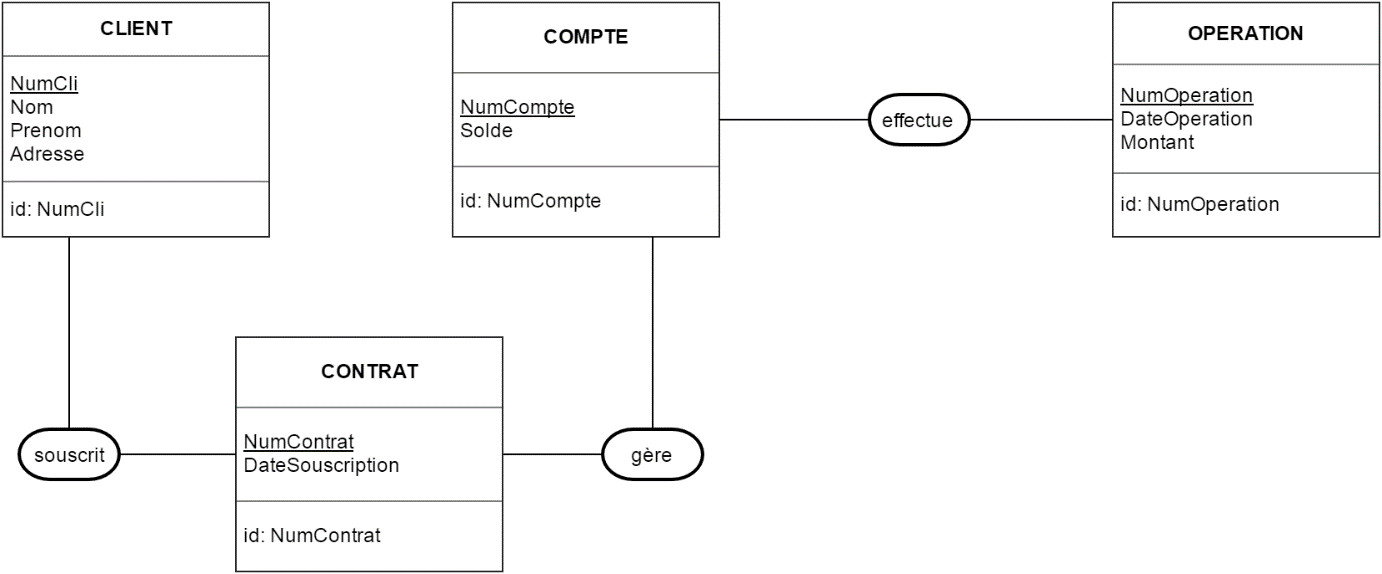 CLIENT
NumCli
Nom
Prenom
Adresse
id: NumCli
COMPTE
NumCompte
Solde
id: NumCompte
effectue
OPERATION
NumOperation
DateOperation
Montant
id: NumOperation
souscrit
CONTRAT
NumContrat
DateSouscription
id: NumContrat
gère